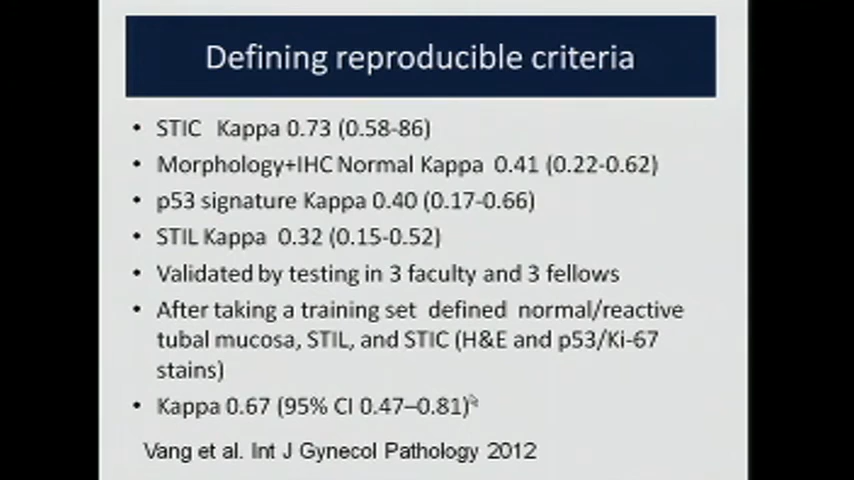 Defining reproducible criteria
• STIC Kappa 0.73 (0.58-86)
• Morphology+IHC Normal Kappa 0.41 (0.22-0.62)
• p53 signature Kappa 0.40 (0.17-0.66)
• STIL Kappa 0.32 (0.15-0.52)
• Validated by testing in 3 faculty and 3 fellows
• After taking a training set defined normal/reactive
tubal mucosa, STIL, and STIC (H&E and p53/Ki-67
stains)
• Kappa 0.67 (95% CI 0.47–0.81)
Vang et al. Int J Gynecol Pathology 2012